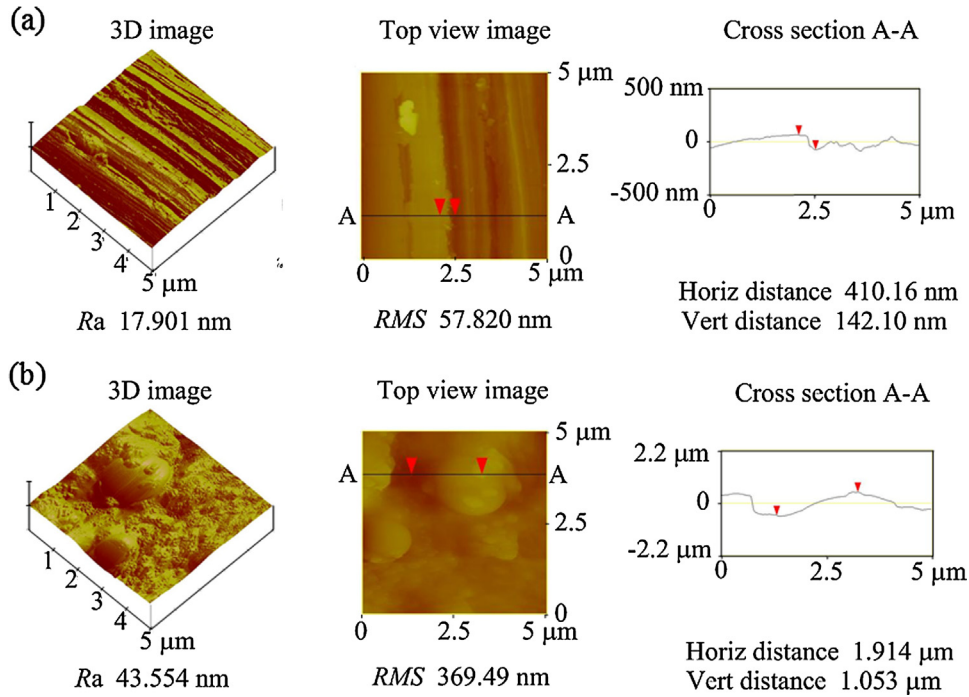 (a)
3D image
Top view image
Cross section A-A
1
2
3
4
5 μm
Ra 17.901 nm
5 μm
2.5
0
A
A
0
2.5
5 μm
RMS 57.820 nm
500 nm
0
-500 nm
0
2.5
5 μm
Horiz distance 410.16 nm
Vert distance 142.10 nm
(b)
3D image
Top view image
Cross section A-A
1
2
3
4
5 μm
Ra 43.554 nm
5 μm
A
A
2.5
0
0
2.5
5 μm
RMS 369.49 nm
2.2 μm
0
-2.2 μm
0
2.5
5 μm
Horiz distance 1.914 μm
Vert distance 1.053 μm